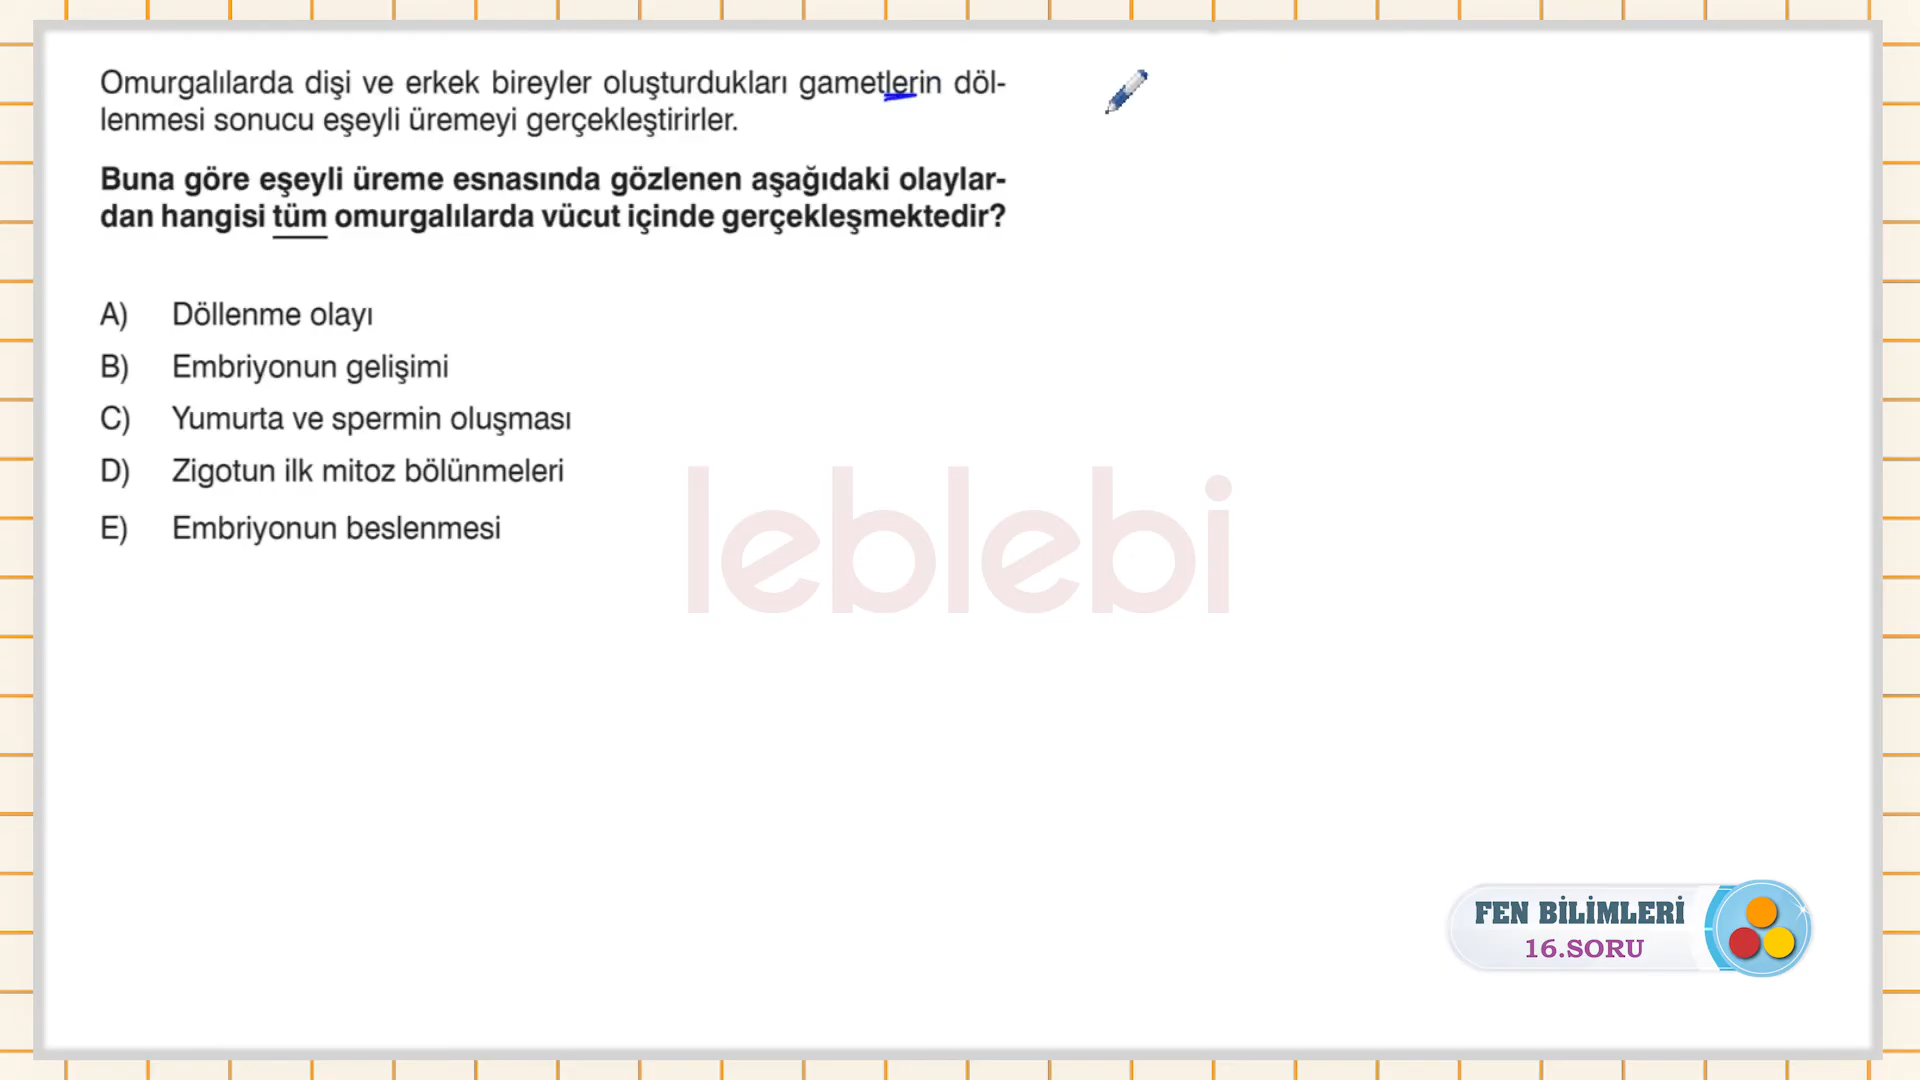 Omurgalılarda dişi ve erkek bireyler oluşturdukları gametlerin döl-
lenmesi sonucu eşeyli üremeyi gerçekleştirirler.
Buna göre eşeyli üreme esnasında gözlenen aşağıdaki olaylar-
dan hangisi tüm omurgalılarda vücut içinde gerçekleşmektedir?
A) Döllenme olayı
B) Embriyonun gelişimi
C) Yumurta ve spermin oluşması
D) Zigotun ilk mitoz bölünmeleri
E) Embriyonun beslenmesi
leblebi
FEN BİLİMLERİ
16.SORU